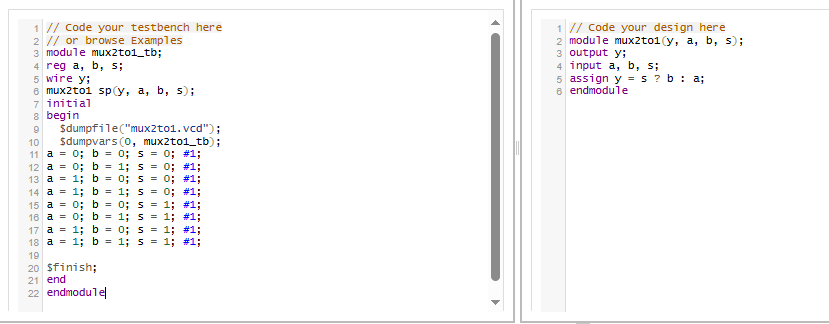 1 // Code your testbench here
2 // or browse Examples
3 module mux2to1_tb;
4 reg a, b, s;
5 wire y;
6 mux2to1 sp(y, a, b, s);
7 initial
8 begin
9   $dumpfile("mux2to1.vcd");
10   $dumpvars(0, mux2to1_tb);
11 a = 0; b = 0; s = 0; #1;
12 a = 0; b = 1; s = 0; #1;
13 a = 1; b = 0; s = 0; #1;
14 a = 1; b = 1; s = 0; #1;
15 a = 0; b = 0; s = 1; #1;
16 a = 0; b = 1; s = 1; #1;
17 a = 1; b = 0; s = 1; #1;
18 a = 1; b = 1; s = 1; #1;
19
20 $finish;
21 end
22 endmodule
1 // Code your design here
2 module mux2to1(y, a, b, s);
3 output y;
4 input a, b, s;
5 assign y = s ? b : a;
6 endmodule